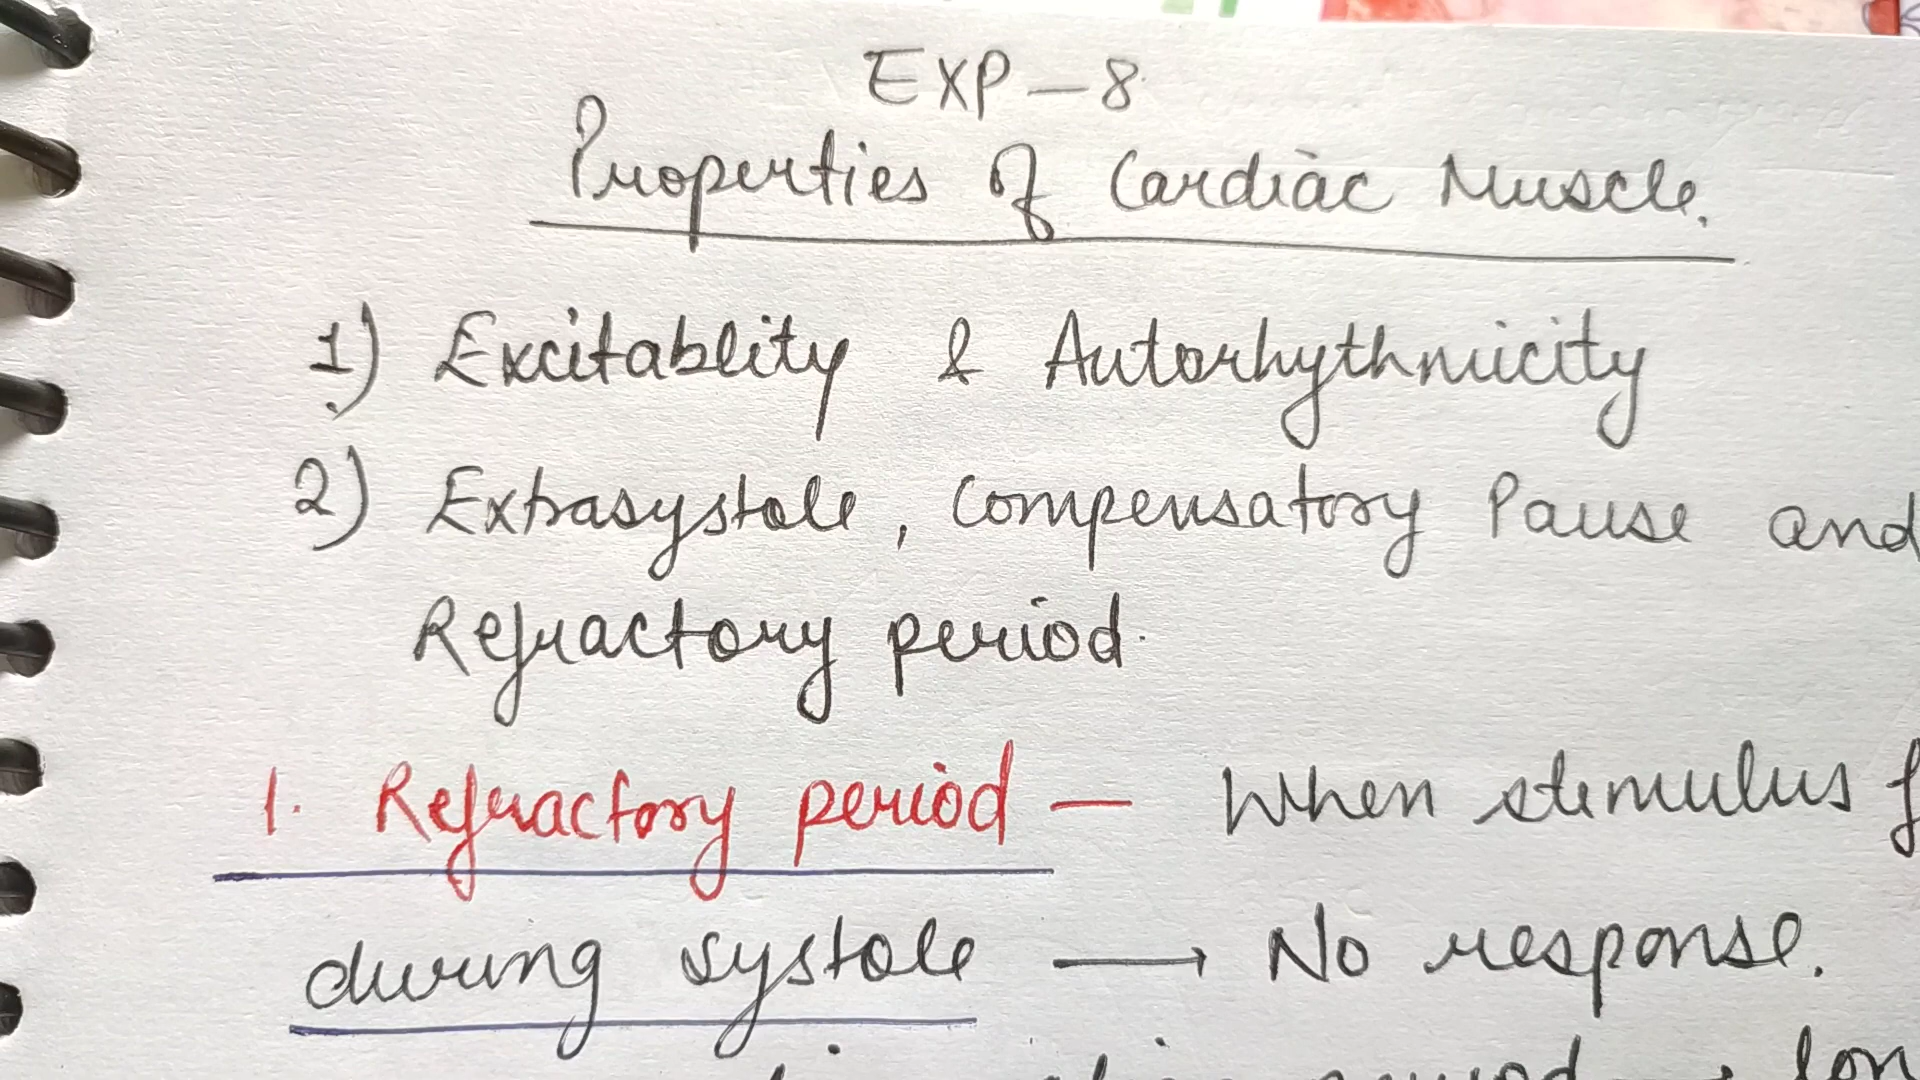 EXP – 8
Properties of Cardiac Muscle.
1) Excitablity & Autorhythmicity
2) Extrasystole, Compensatory Pause and
Refractory period.
1. Refractory period — When stimulus
during systole → No response.